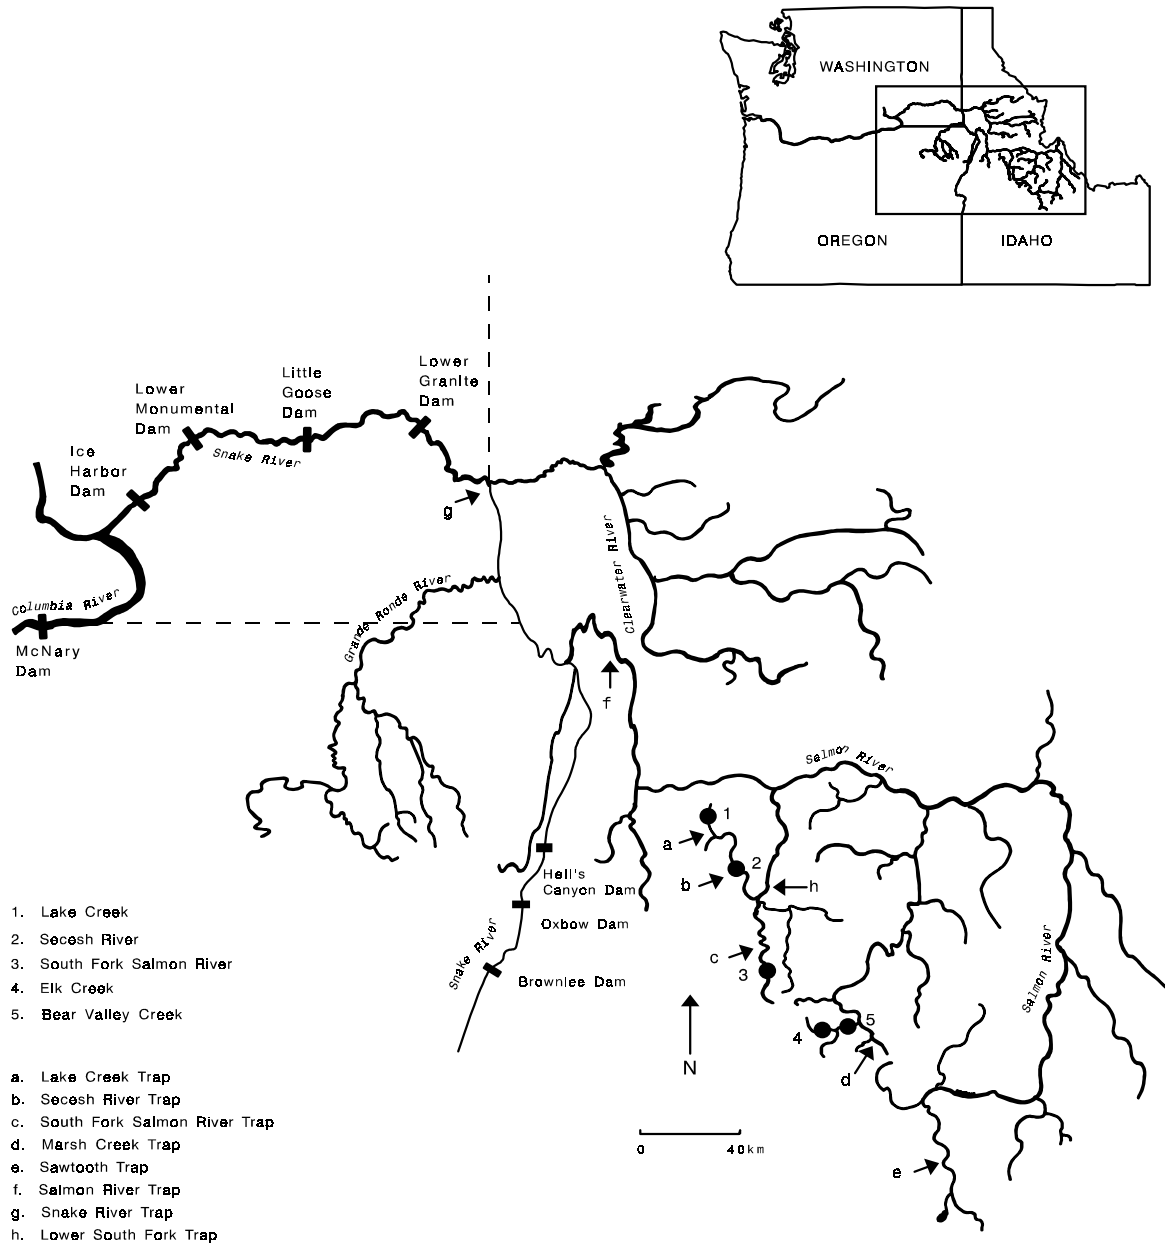 WASHINGTON
OREGON
IDAHO
Lower
Granite
Dam
Little
Goose
Dam
Lower
Monumental
Dam
Snake River
Ice
Harbor
Dam
g
Columbia River
McNary
Dam
Grande Ronde River
Clearwater River
f
Salmon River
1
a
2
b
h
Hell's
Canyon Dam
Oxbow Dam
Snake River
Brownlee Dam
c
3
Salmon River
4
5
d
N
0 40km
e
1. Lake Creek
2. Secesh River
3. South Fork Salmon River
4. Elk Creek
5. Bear Valley Creek
a. Lake Creek Trap
b. Secesh River Trap
c. South Fork Salmon River Trap
d. Marsh Creek Trap
e. Sawtooth Trap
f. Salmon River Trap
g. Snake River Trap
h. Lower South Fork Trap